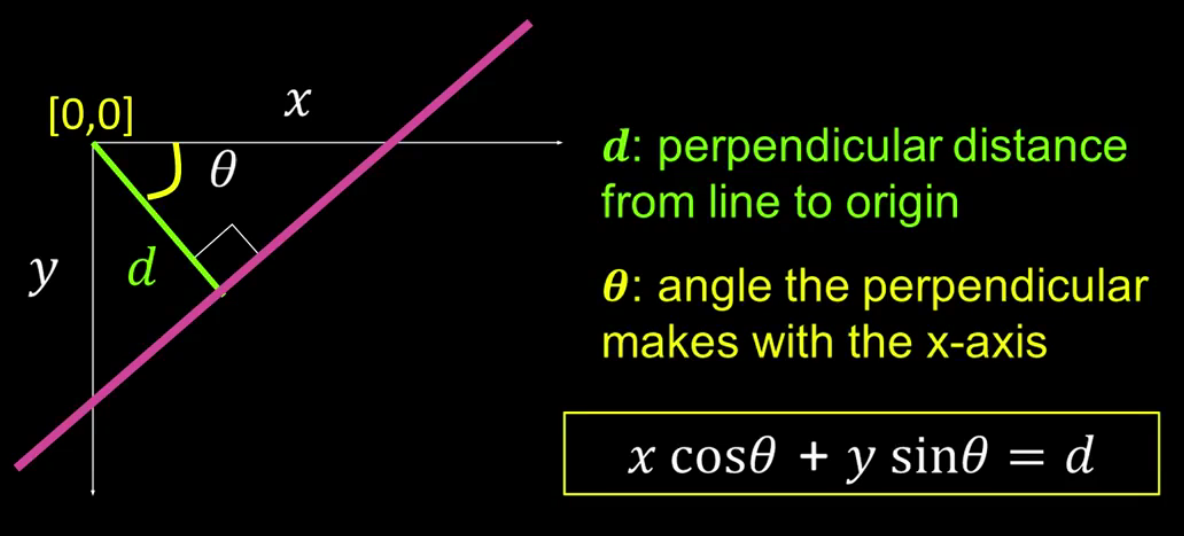 [0,0]
x
θ
y
d
d: perpendicular distance
from line to origin
θ: angle the perpendicular
makes with the x-axis
x cosθ + y sinθ = d